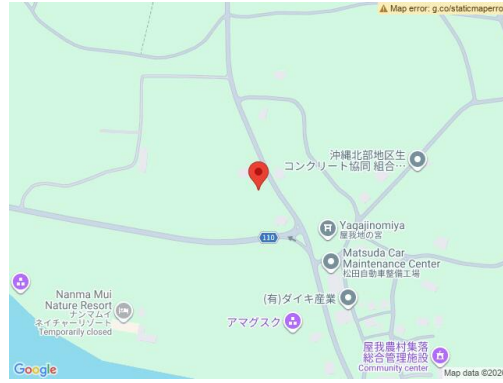 Map error: g.co/staticmaperro
沖縄北部地区生
コンクリート協同 組合…
Yagajinomiya
屋我地の宮
110
Matsuda Car
Maintenance Center
松田自動車整備工場
Nanma Mui
Nature Resort
ナンマムイ
ネイチャーリゾート
Temporarily closed
(有)ダイキ産業
アマグスク
屋我農村集落
総合管理施設
Community center
Google
Map data ©2026